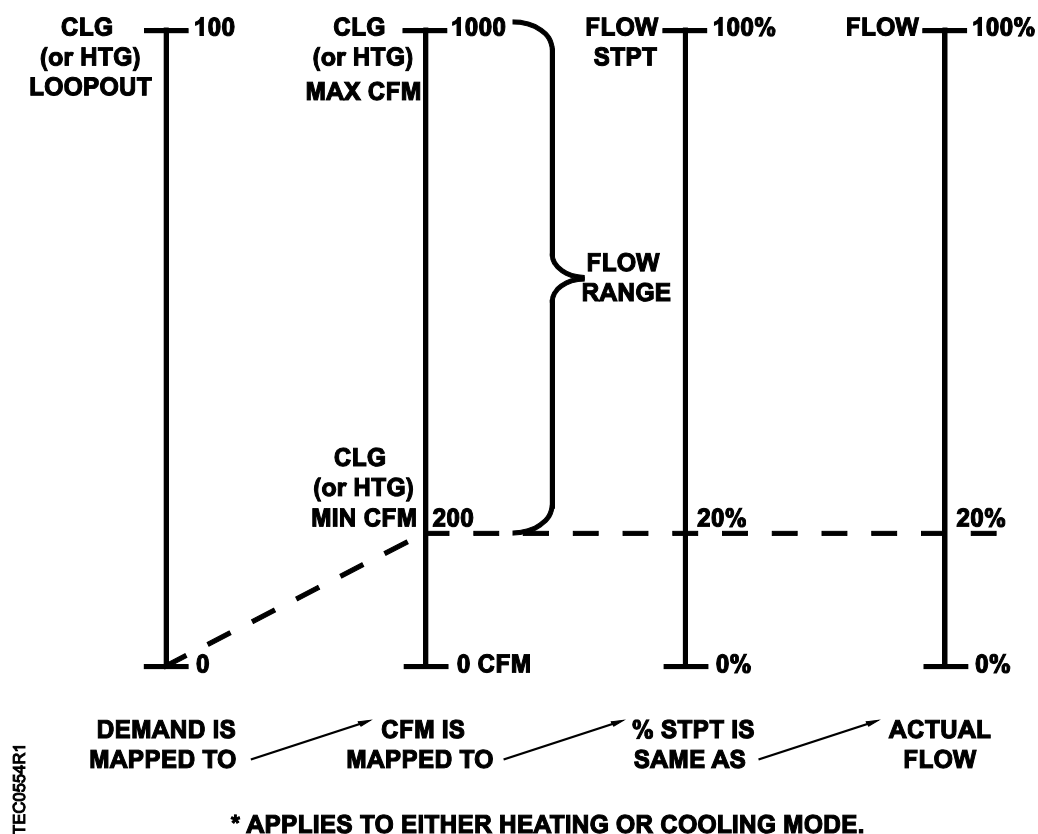 CLG
(or HTG)
LOOPOUT
100
0
CLG
(or HTG)
MAX CFM
1000
CLG
(or HTG)
MIN CFM
200
0 CFM
FLOW
RANGE
FLOW
STPT
100%
20%
0%
FLOW
100%
20%
0%
DEMAND IS
MAPPED TO
CFM IS
MAPPED TO
% STPT IS
SAME AS
ACTUAL
FLOW
TEC0554R1
* APPLIES TO EITHER HEATING OR COOLING MODE.